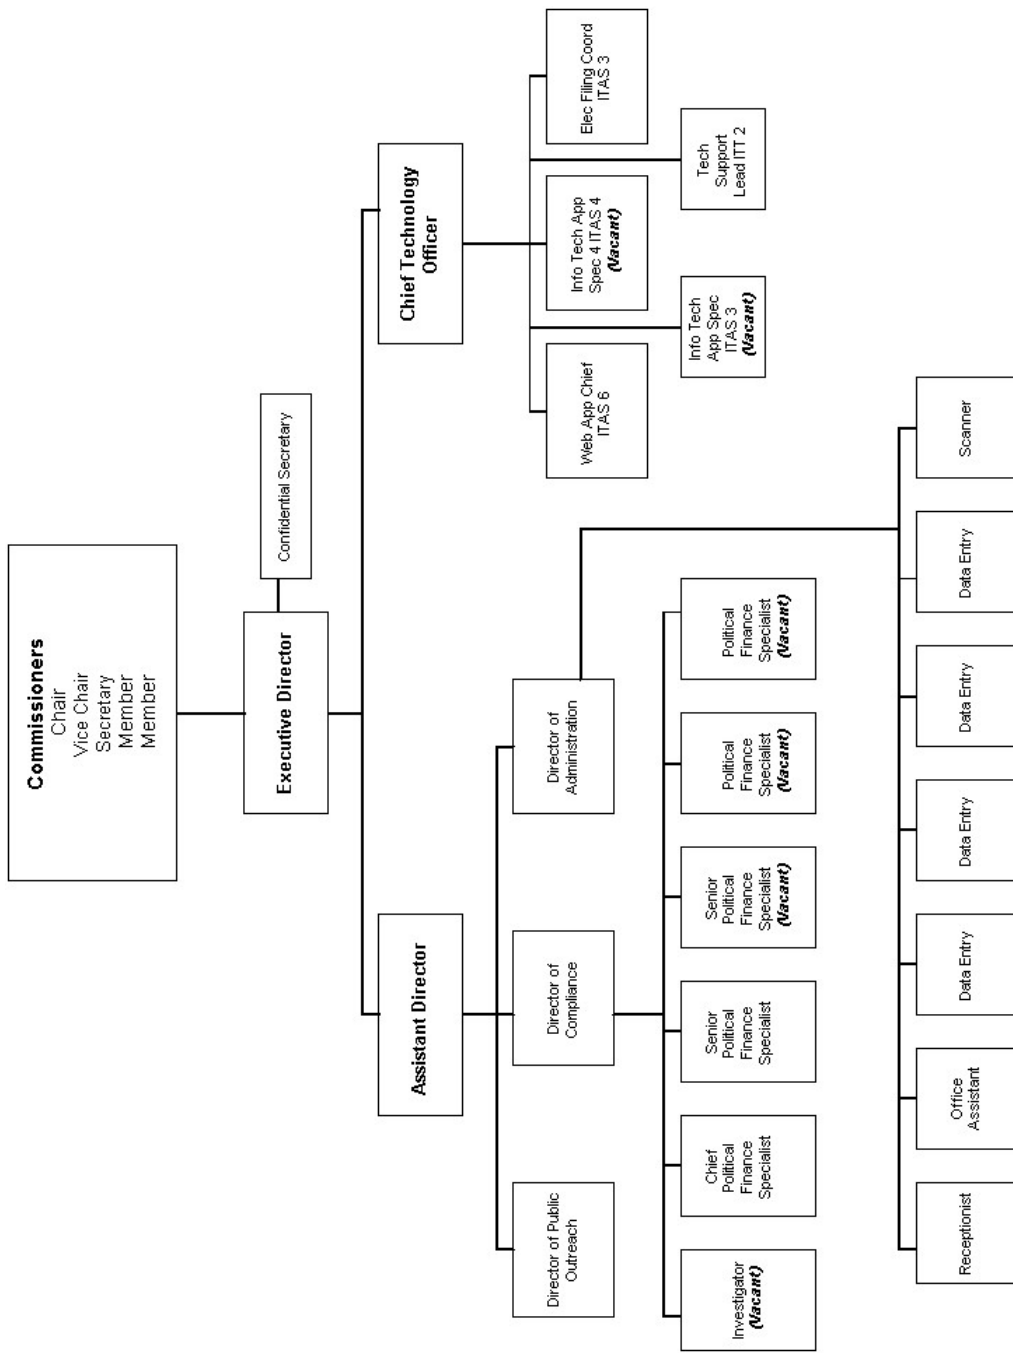 Commissioners
Chair
Vice Chair
Secretary
Member
Member
Executive Director
Confidential Secretary
Assistant Director
Chief Technology
Officer
Director of Public
Outreach
Director of
Compliance
Director of
Administration
Web App Chief
ITAS 6
Info Tech App
Spec 4 ITAS 4
(Vacant)
Elec Filing Coord
ITAS 3
Info Tech
App Spec
ITAS 3
(Vacant)
Tech
Support
Lead ITT 2
Investigator
(Vacant)
Chief
Political
Finance
Specialist
Senior
Political
Finance
Specialist
Senior
Political
Finance
Specialist
(Vacant)
Political
Finance
Specialist
(Vacant)
Political
Finance
Specialist
(Vacant)
Receptionist
Office
Assistant
Data Entry
Data Entry
Data Entry
Data Entry
Scanner